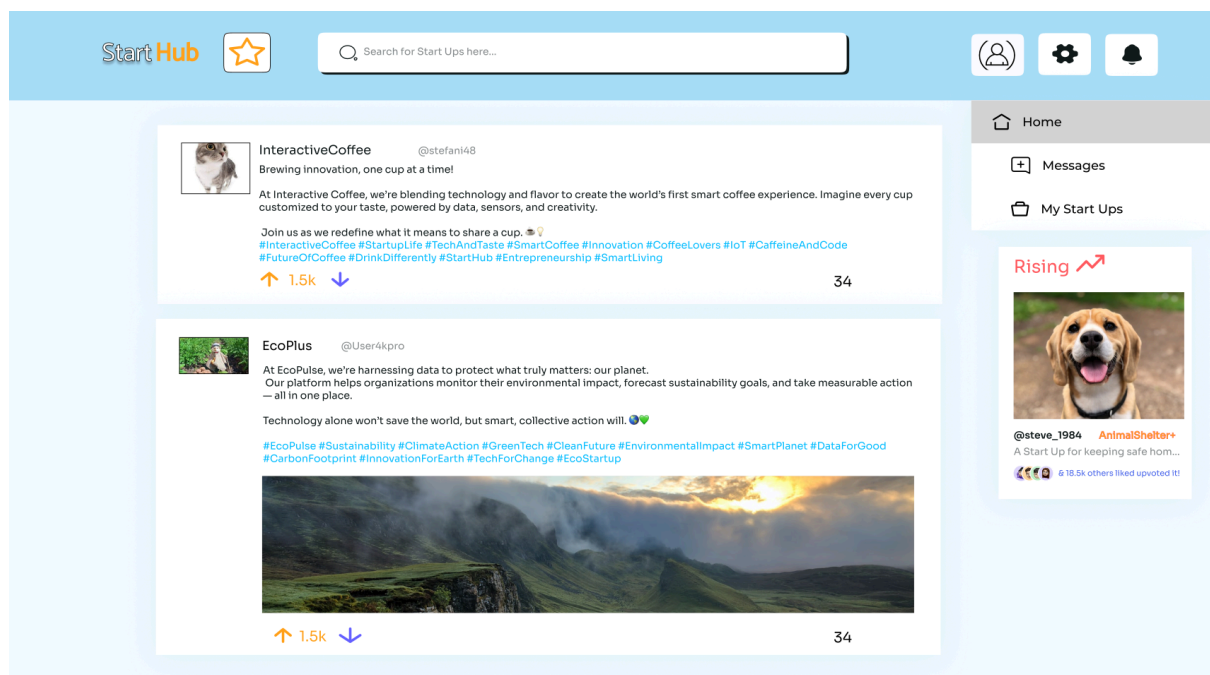 Start Hub
Search for Start Ups here...
Home
Messages
My Start Ups
InteractiveCoffee @stefani48
Brewing innovation, one cup at a time!
At Interactive Coffee, we’re blending technology and flavor to create the world’s first smart coffee experience. Imagine every cup
customized to your taste, powered by data, sensors, and creativity.
Join us as we redefine what it means to share a cup. ☕💡
#InteractiveCoffee #StartupLife #TechAndTaste #SmartCoffee #Innovation #CoffeeLovers #IoT #CaffeineAndCode
#FutureOfCoffee #DrinkDifferently #StartHub #Entrepreneurship #SmartLiving
1.5k 34
EcoPlus @User4kpro
At EcoPulse, we’re harnessing data to protect what truly matters: our planet.
Our platform helps organizations monitor their environmental impact, forecast sustainability goals, and take measurable action
— all in one place.
Technology alone won’t save the world, but smart, collective action will. 🌎💚
#EcoPulse #Sustainability #ClimateAction #GreenTech #CleanFuture #EnvironmentalImpact #SmartPlanet #DataForGood
#CarbonFootprint #InnovationForEarth #TechForChange #EcoStartup
1.5k 34
Rising
@steve_1984 AnimalShelter+
A Start Up for keeping safe hom...
& 18.5k others liked upvoted it!